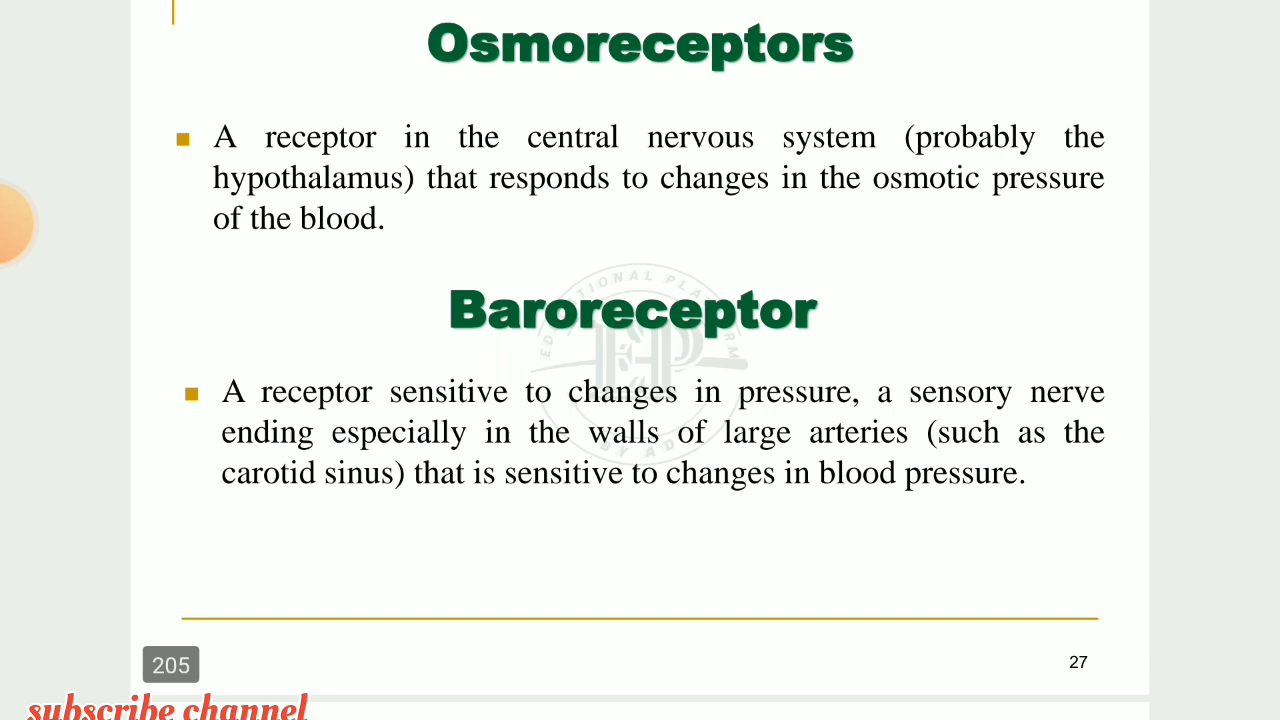 Osmoreceptors
A receptor in the central nervous system (probably the
hypothalamus) that responds to changes in the osmotic pressure
of the blood.
Baroreceptor
A receptor sensitive to changes in pressure, a sensory nerve
ending especially in the walls of large arteries (such as the
carotid sinus) that is sensitive to changes in blood pressure.
205
27
subscribe channel